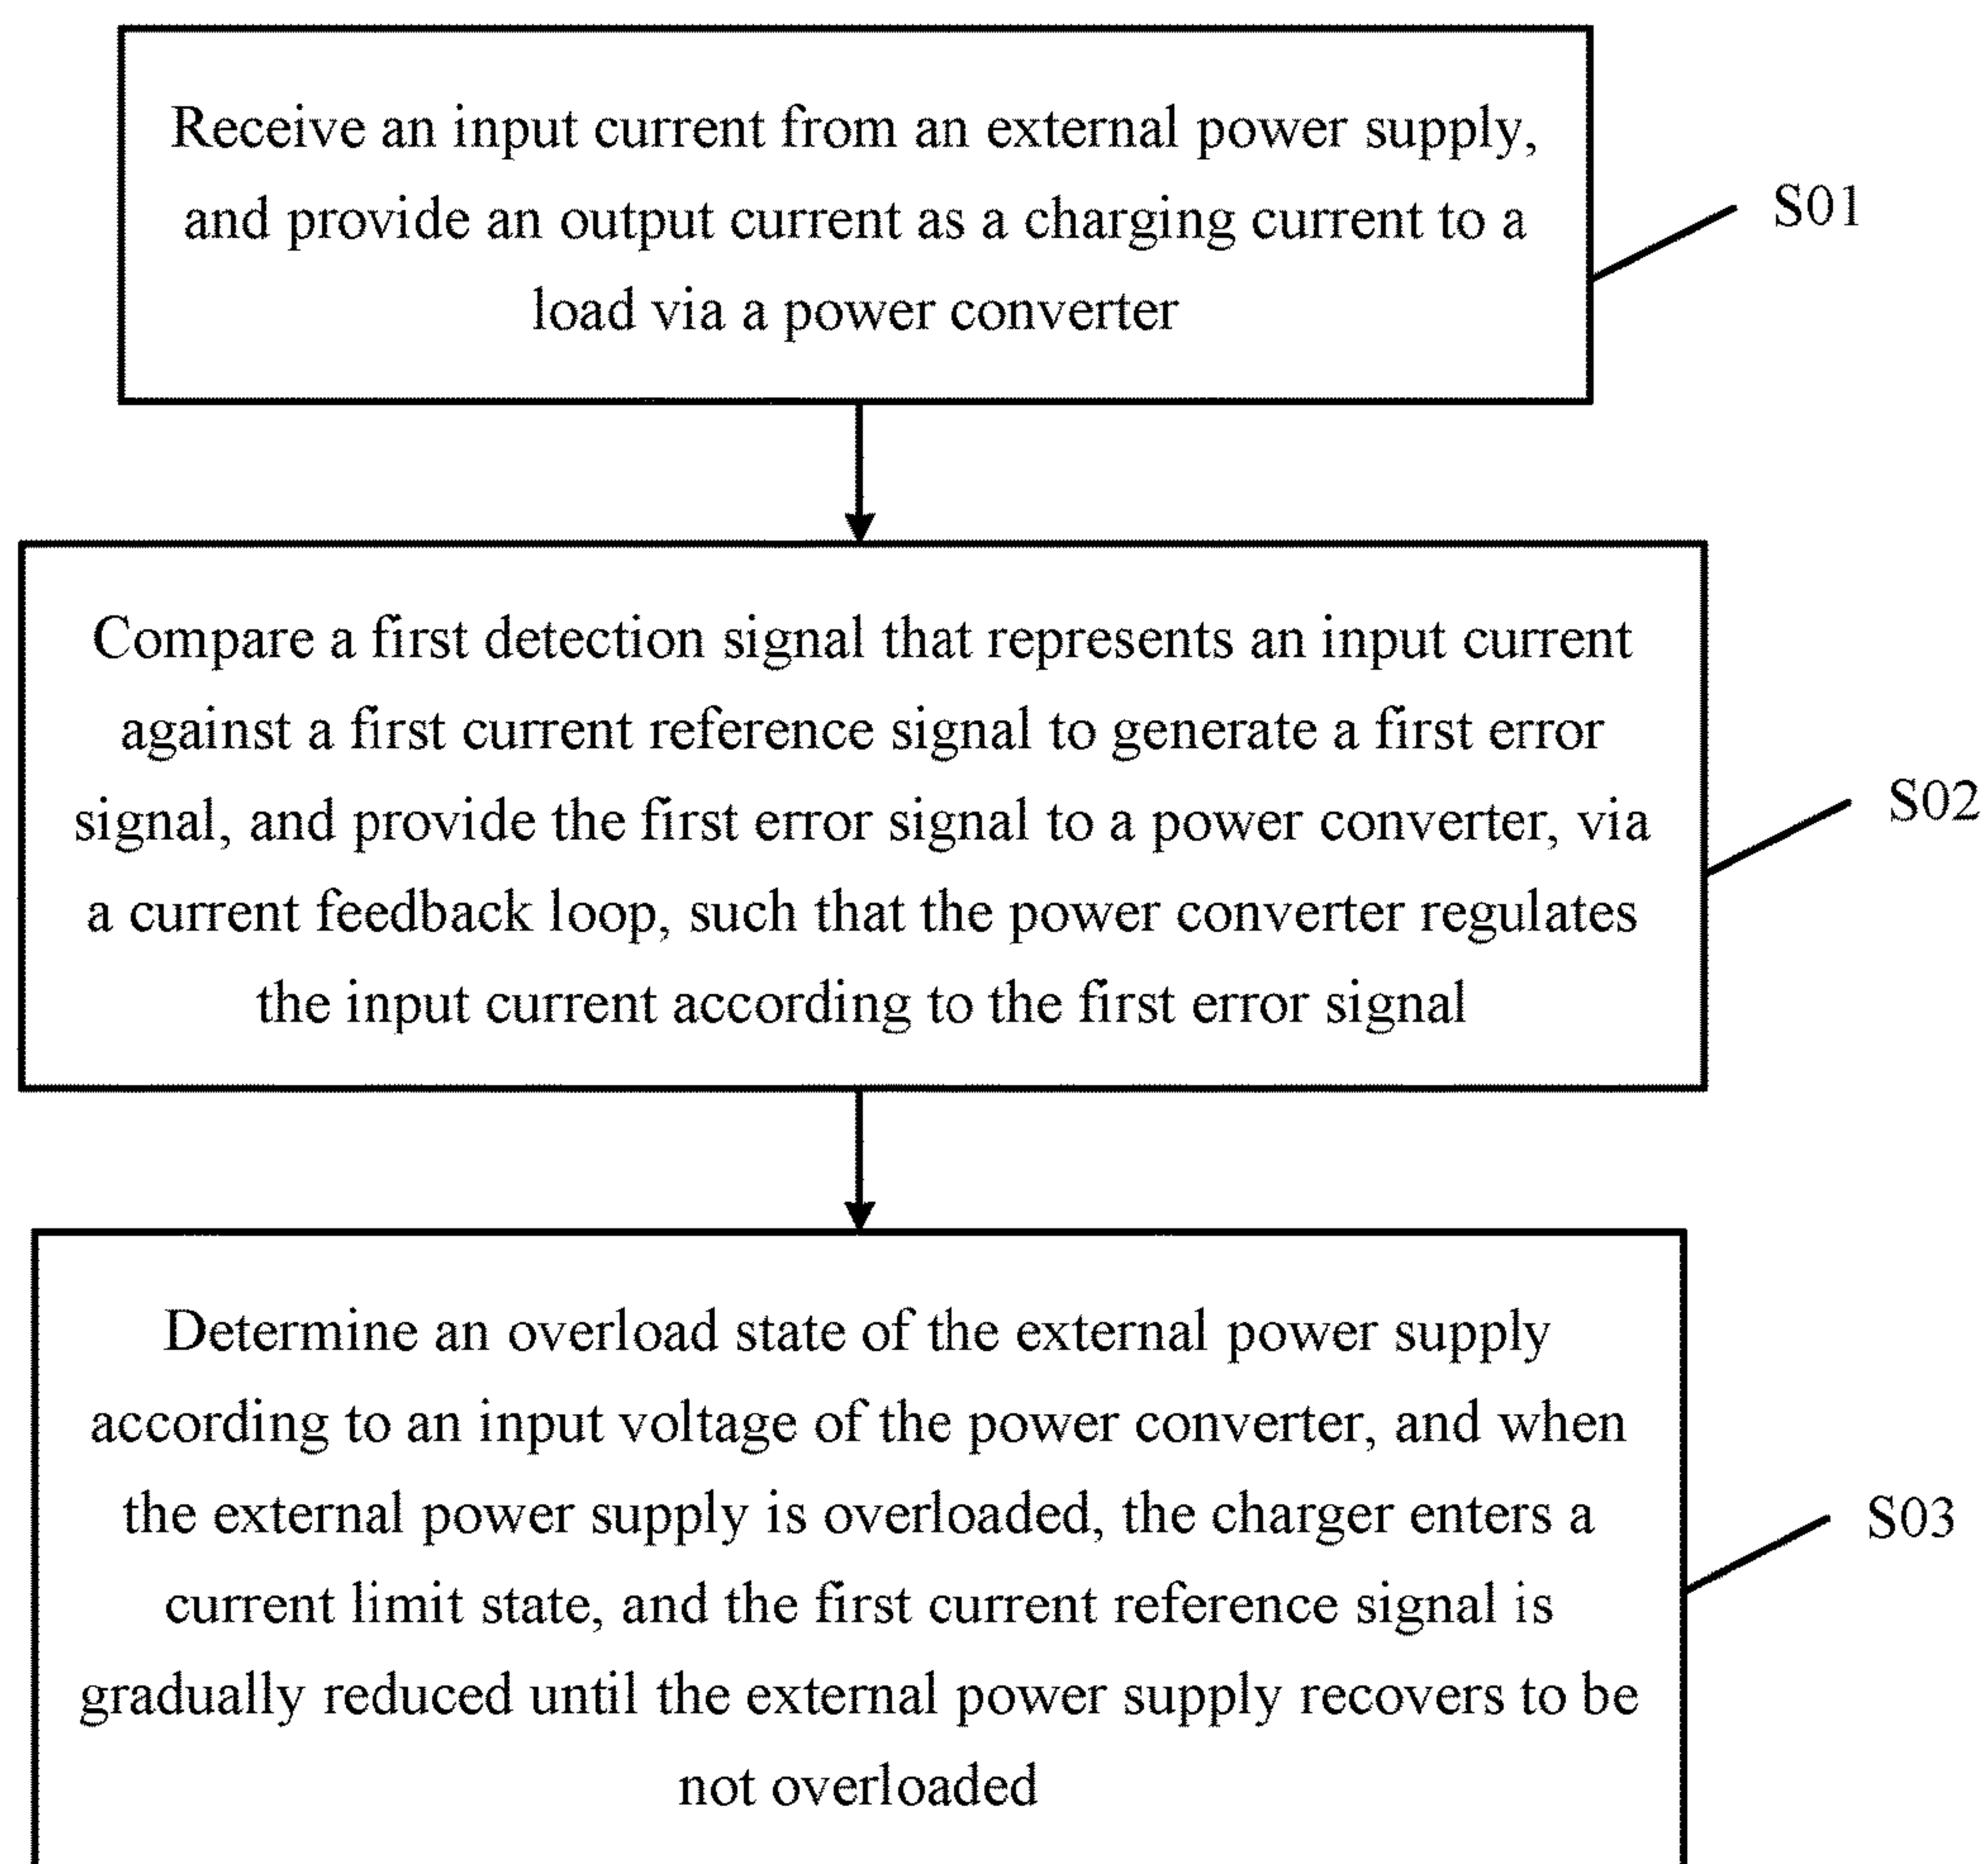 Receive an input current from an external power supply,
and provide an output current as a charging current to a
load via a power converter
S01
Compare a first detection signal that represents an input current
against a first current reference signal to generate a first error
signal, and provide the first error signal to a power converter, via
a current feedback loop, such that the power converter regulates
the input current according to the first error signal
S02
Determine an overload state of the external power supply
according to an input voltage of the power converter, and when
the external power supply is overloaded, the charger enters a
current limit state, and the first current reference signal is
gradually reduced until the external power supply recovers to be
not overloaded
S03